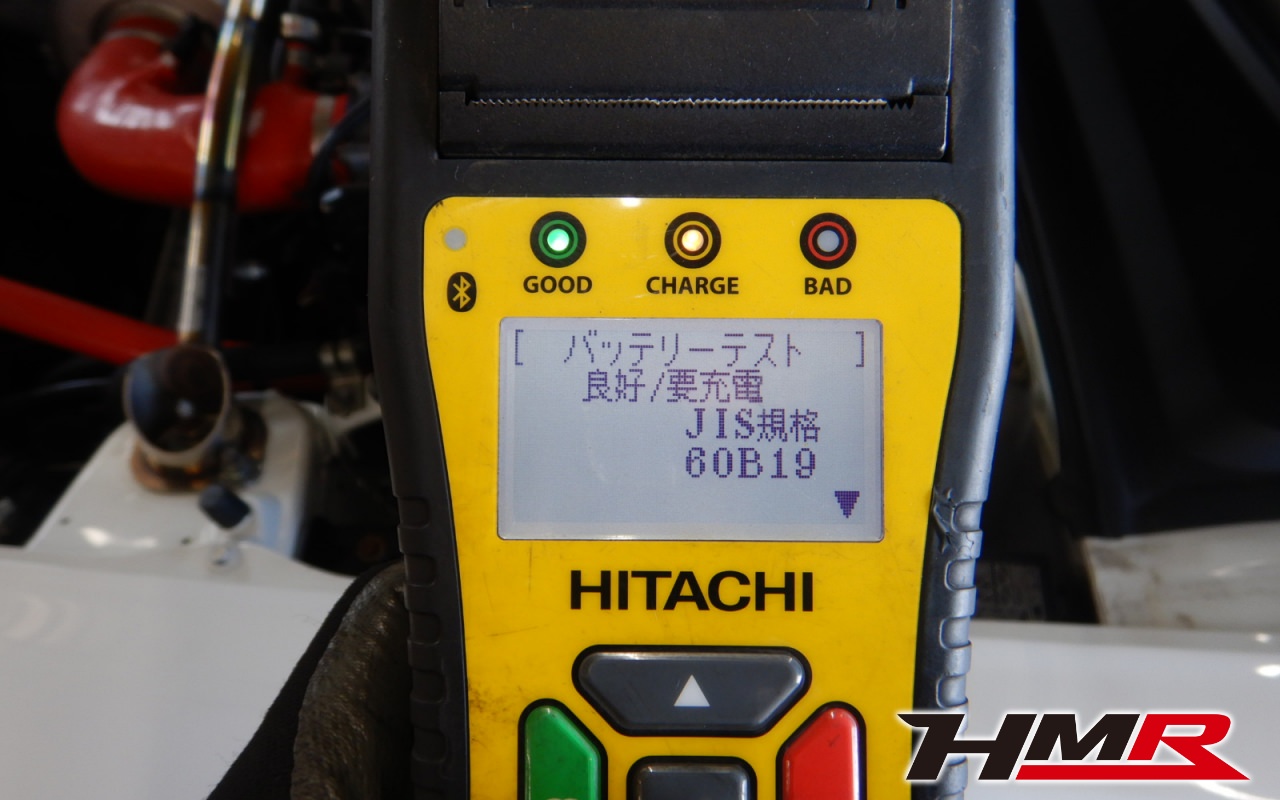 GOOD CHARGE BAD
[ バッテリーテスト ]
良好/要充電
JIS規格
60B19
HITACHI
HMR